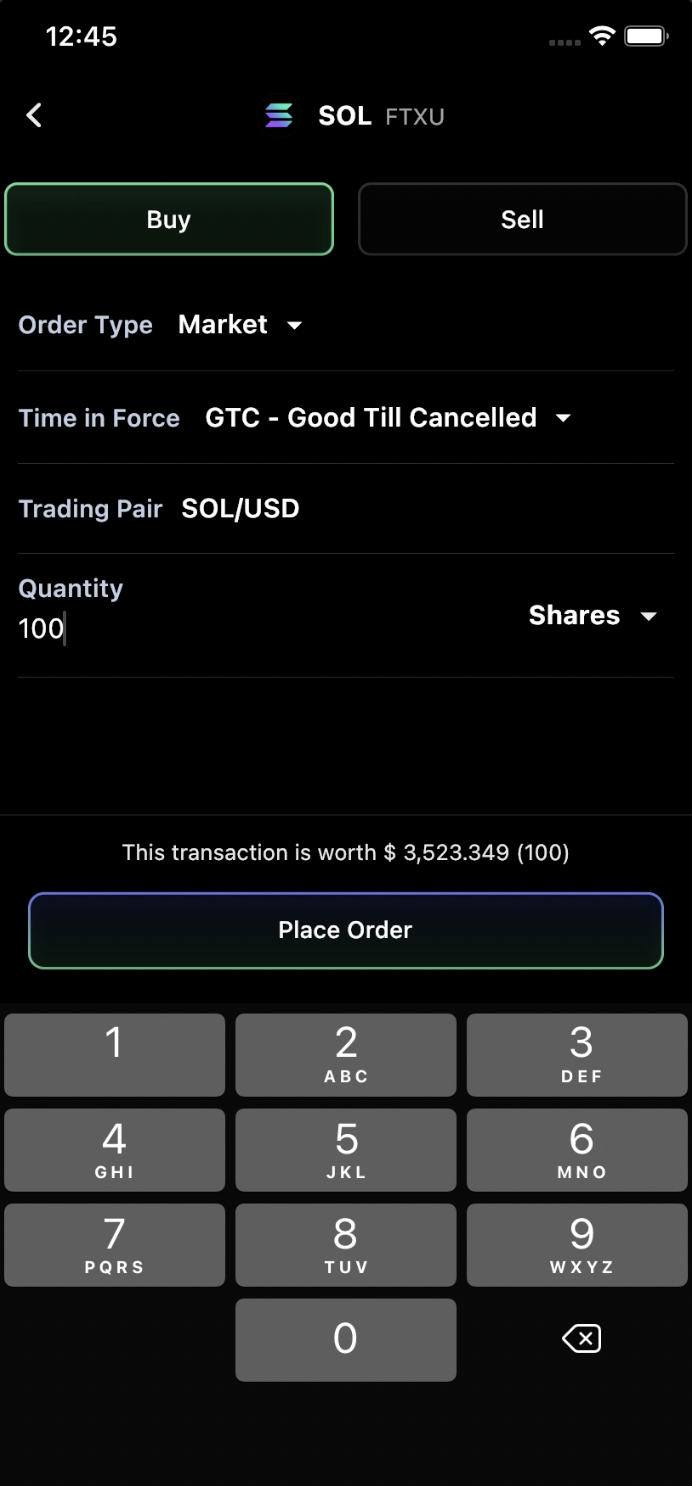 12:45
SOL FTXU
Buy
Sell
Order Type Market
Time in Force GTC - Good Till Cancelled
Trading Pair SOL/USD
Quantity
100
Shares
This transaction is worth $ 3,523.349 (100)
Place Order
1
2
ABC
3
DEF
4
GHI
5
JKL
6
MNO
7
PQRS
8
TUV
9
WXYZ
0